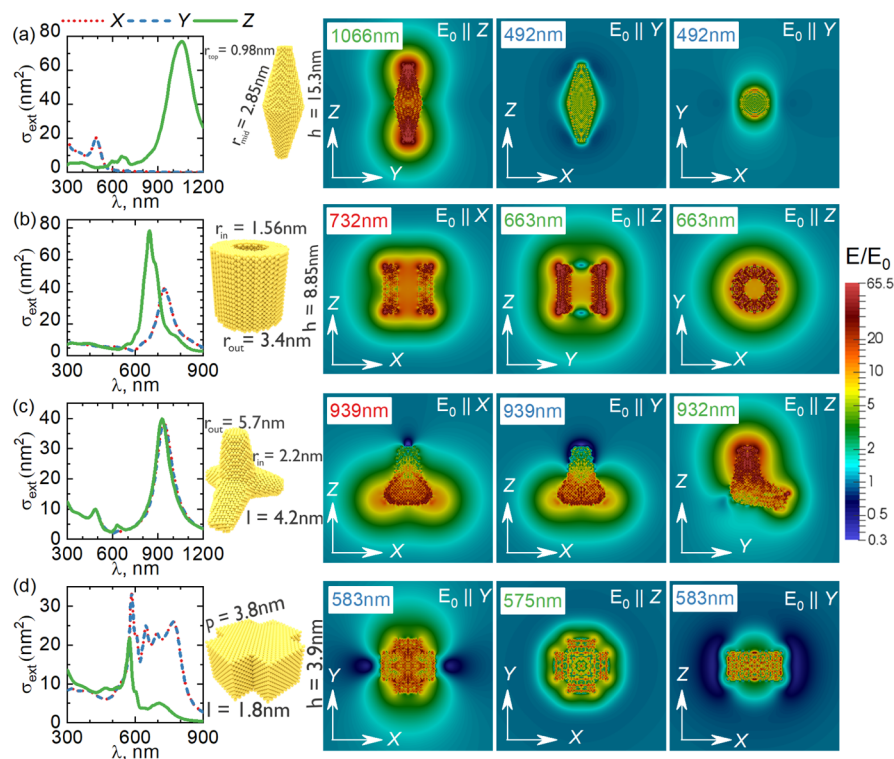 X Y Z
(a)
σext (nm²)
80
60
40
20
0
300 600 900 1200
λ, nm
rtop = 0.98nm
rmid = 2.85nm
h = 15.3nm
1066nm E₀ || Z
Z
Y
492nm E₀ || Y
Z
X
492nm E₀ || Y
Y
X
(b)
σext (nm²)
80
60
40
20
0
300 600 900
λ, nm
rin = 1.56nm
rout = 3.4nm
h = 8.85nm
732nm E₀ || X
Z
X
663nm E₀ || Z
Z
Y
663nm E₀ || Z
Y
X
E/E₀
65.5
20
10
5
2
1
0.5
0.3
(c)
σext (nm²)
40
30
20
10
0
300 600 900 1200
λ, nm
rout = 5.7nm
rin = 2.2nm
l = 4.2nm
939nm E₀ || X
Z
X
939nm E₀ || Y
Z
X
932nm E₀ || Z
Z
Y
(d)
σext (nm²)
30
20
10
0
300 600 900
λ, nm
p = 3.8nm
l = 1.8nm
h = 3.9nm
583nm E₀ || Y
Y
X
575nm E₀ || Z
Y
X
583nm E₀ || Y
Z
X